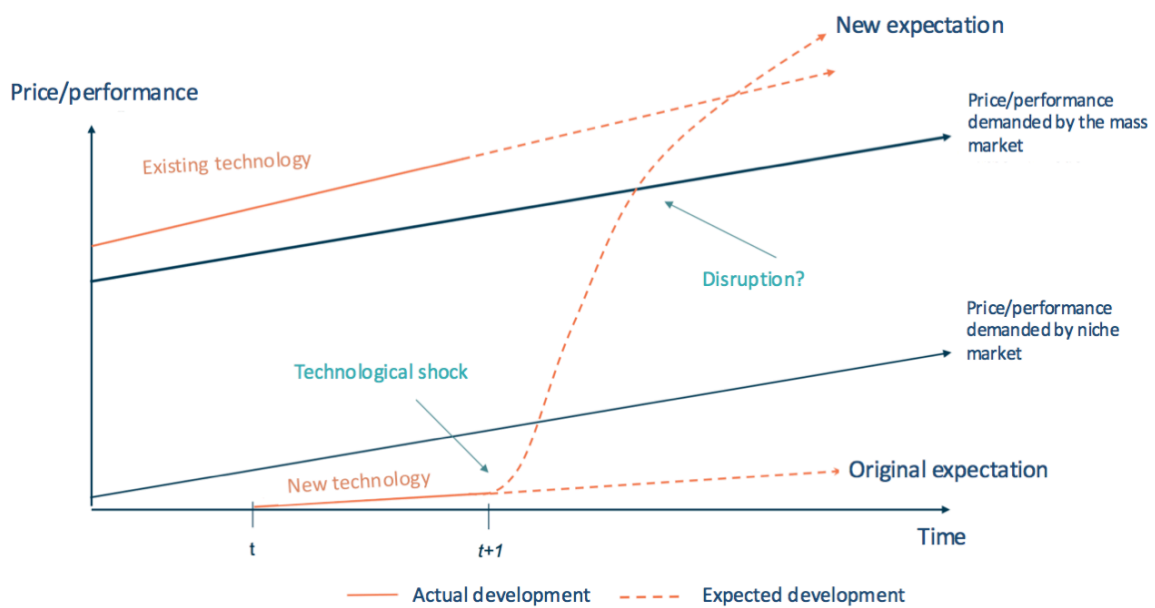 New expectation
Price/performance
Price/performance
demanded by the mass
market
Existing technology
Disruption?
Price/performance
demanded by niche
market
Technological shock
New technology
Original expectation
Time
t
t+1
Actual development
Expected development